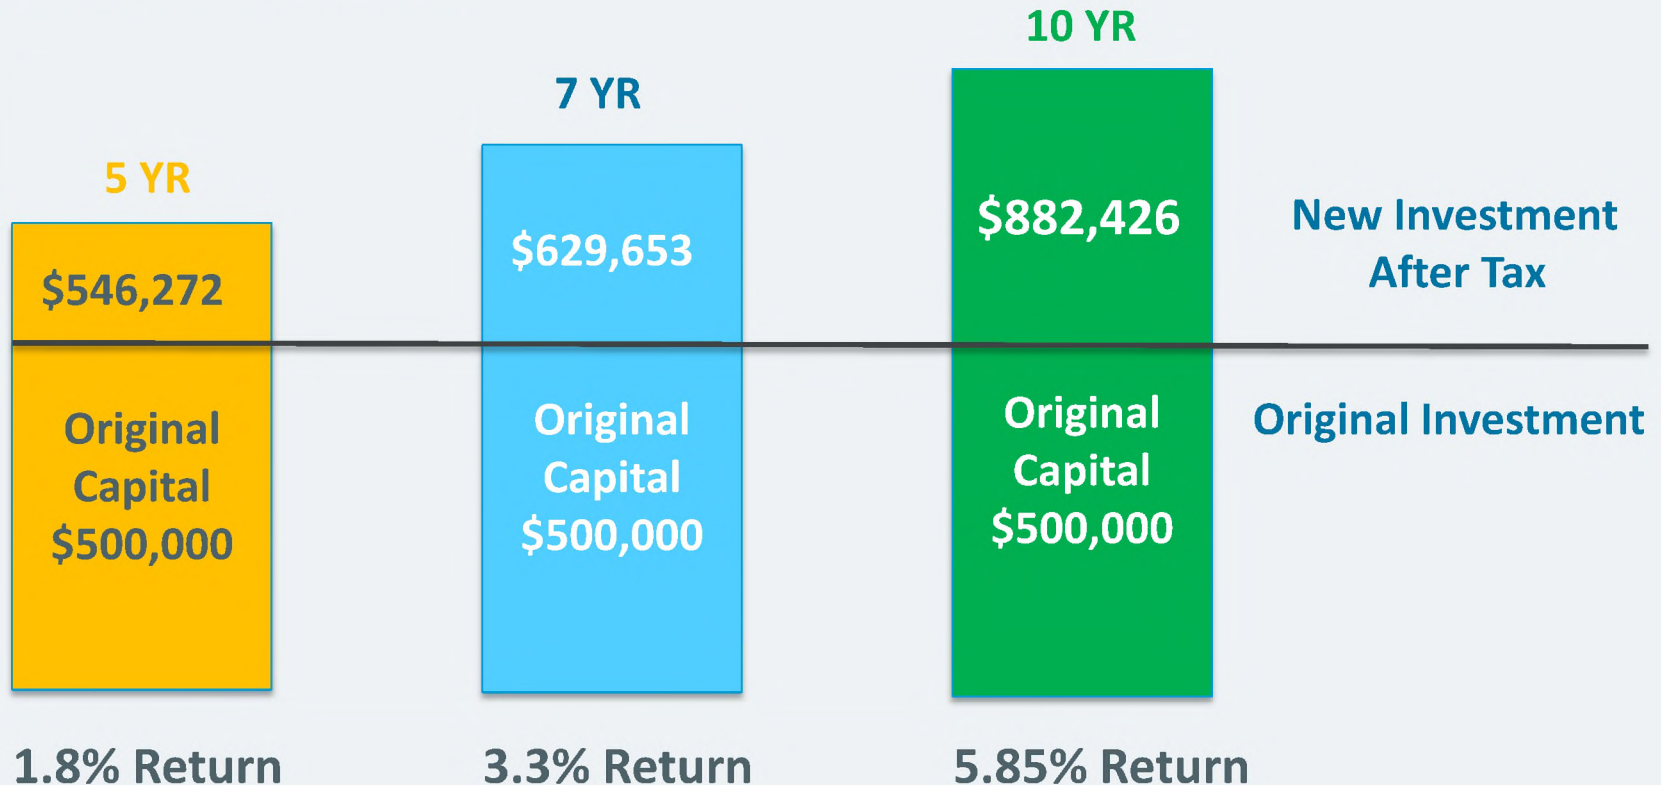 5 YR
$546,272
Original
Capital
$500,000
1.8% Return
7 YR
$629,653
Original
Capital
$500,000
3.3% Return
10 YR
$882,426
Original
Capital
$500,000
5.85% Return
New Investment
After Tax
Original Investment